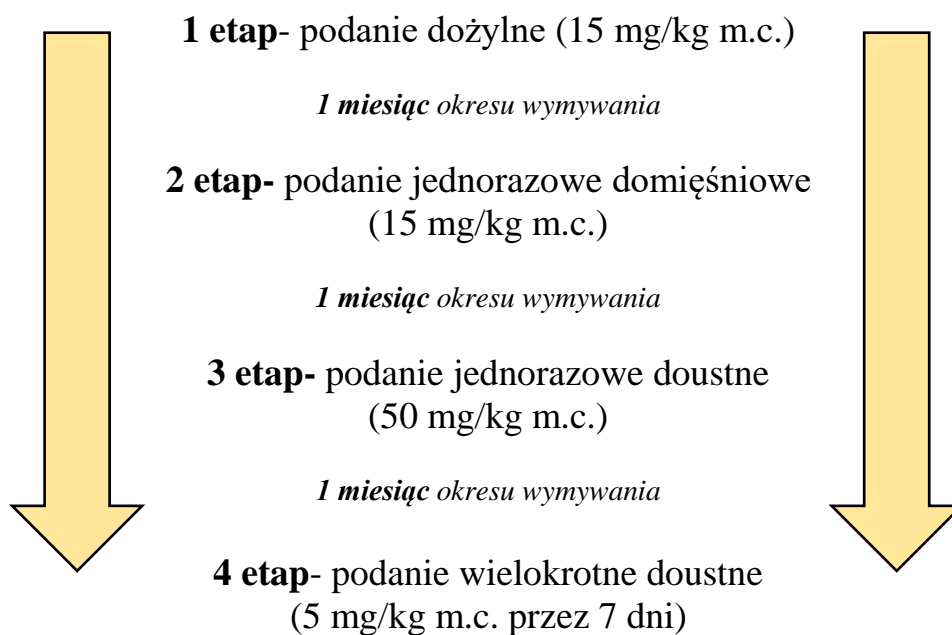 1 etap- podanie dożylne (15 mg/kg m.c.)
1 miesiąc okresu wymywania
2 etap- podanie jednorazowe domięśniowe
(15 mg/kg m.c.)
1 miesiąc okresu wymywania
3 etap- podanie jednorazowe doustne
(50 mg/kg m.c.)
1 miesiąc okresu wymywania
4 etap- podanie wielokrotne doustne
(5 mg/kg m.c. przez 7 dni)